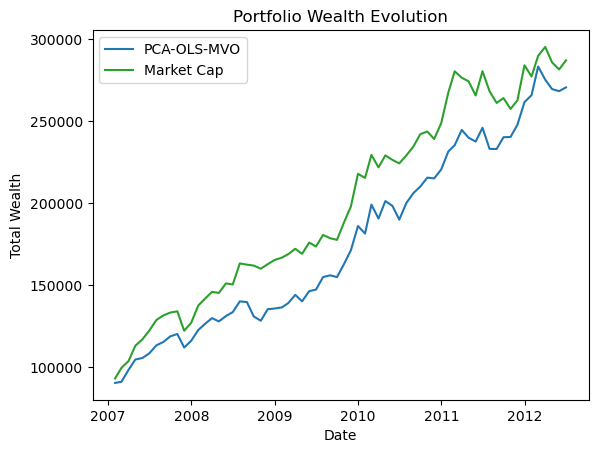 Portfolio Wealth Evolution
PCA-OLS-MVO
Market Cap
300000
250000
200000
150000
100000
Total Wealth
2007 2008 2009 2010 2011 2012
Date